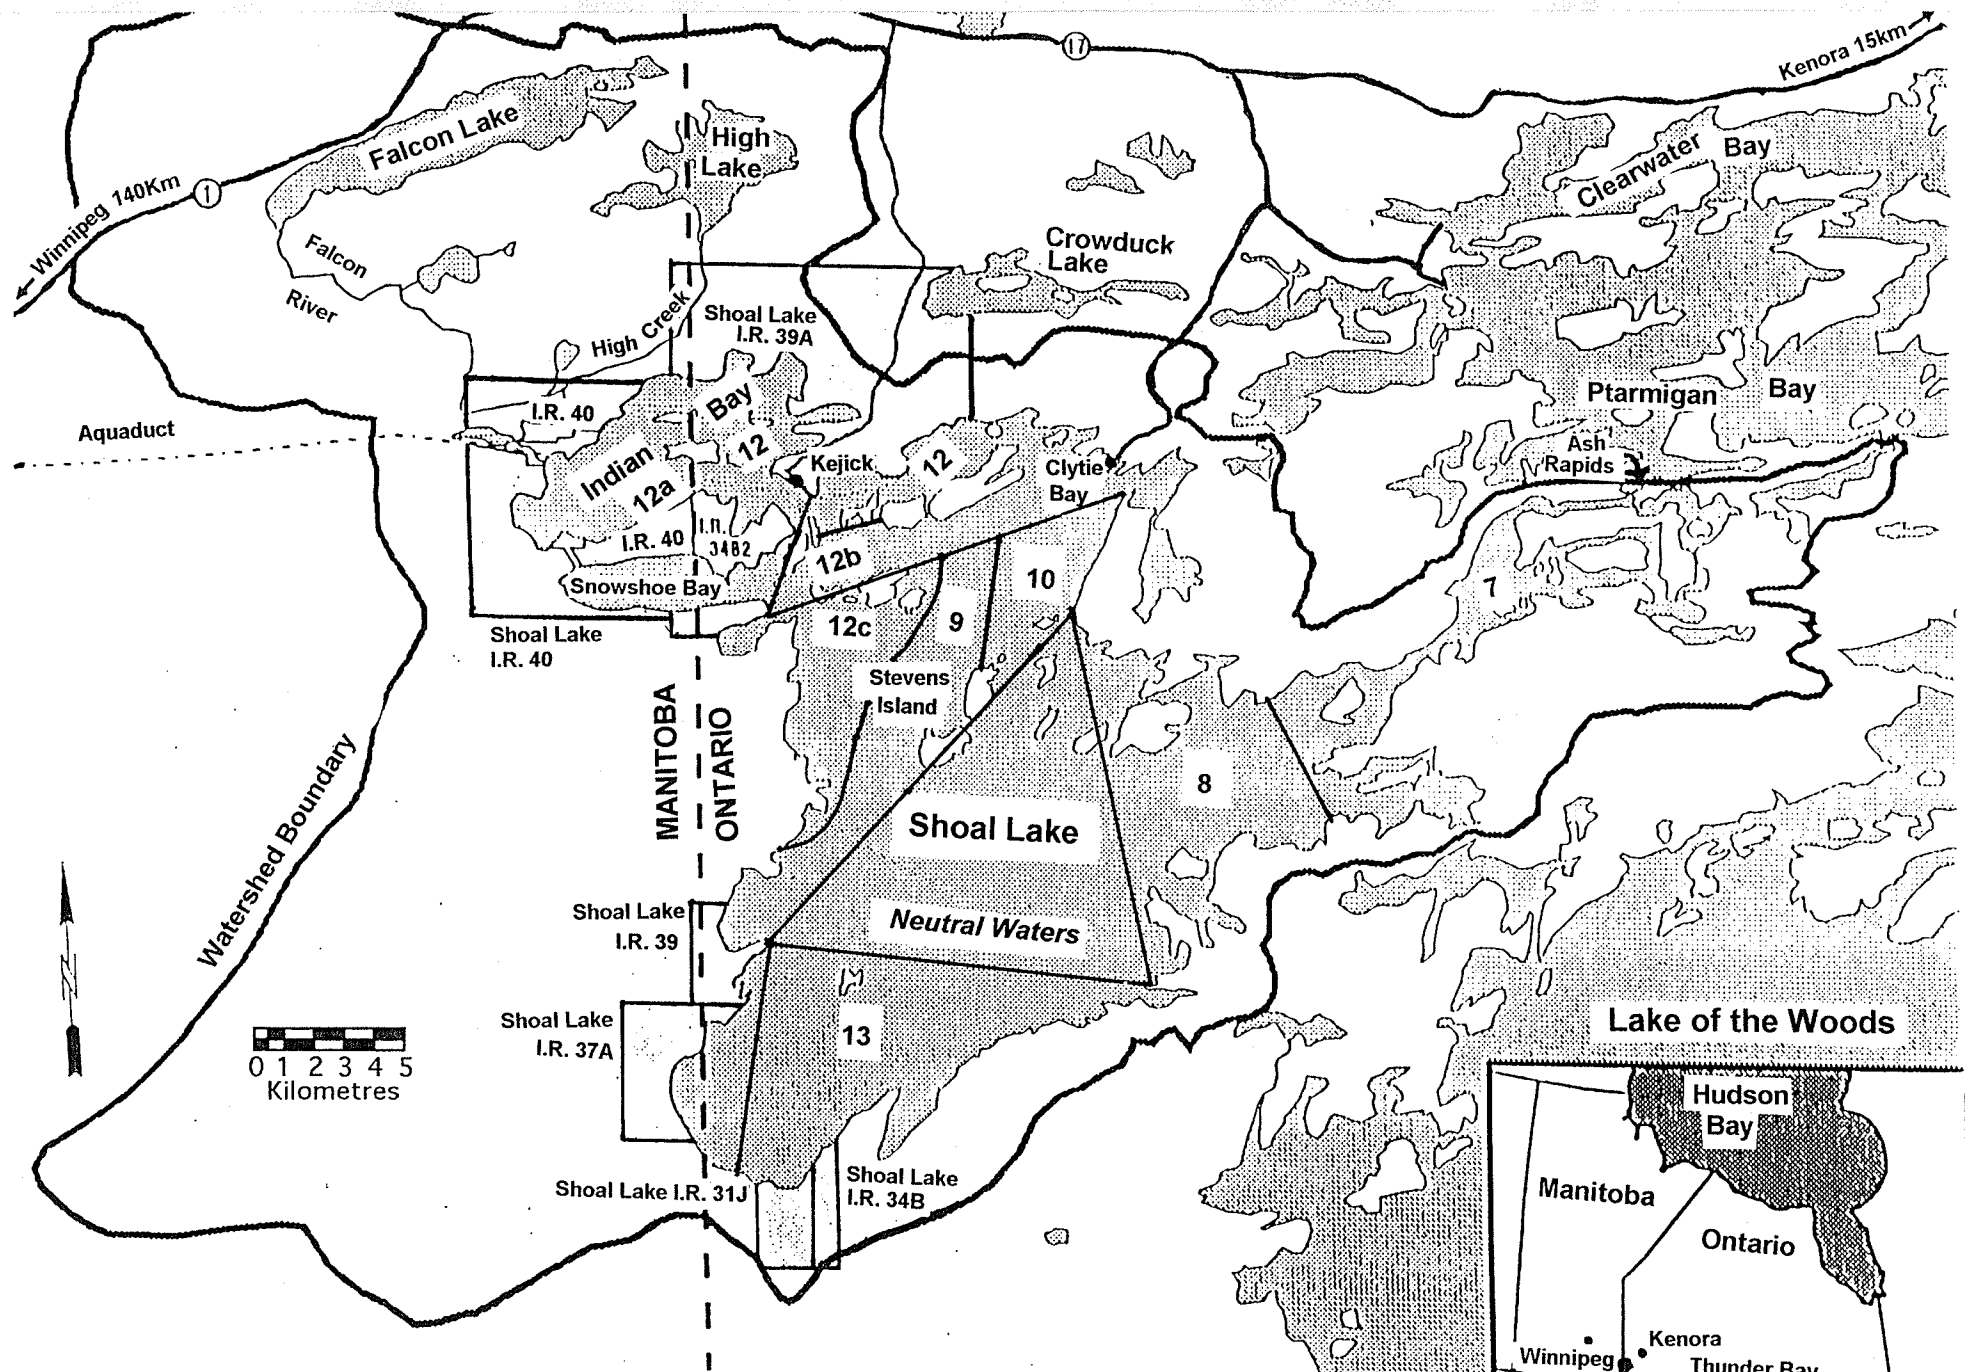 17
Kenora 15km
Falcon Lake
High
Lake
Clearwater
Bay
Winnipeg 140Km
1
Falcon
River
Crowduck
Lake
High Creek
Shoal Lake
I.R. 39A
I.R. 40
Bay
12
Ptarmigan
Bay
Aquaduct
Ash
Rapids
Indian
12a
Kejick
12
Clytie
Bay
I.R. 40
I.R.
34B2
12b
10
7
Snowshoe Bay
12c
9
Shoal Lake
I.R. 40
Stevens
Island
MANITOBA
ONTARIO
8
Watershed Boundary
Shoal Lake
Neutral Waters
Shoal Lake
I.R. 39
N
Shoal Lake
I.R. 37A
13
Lake of the Woods
0 1 2 3 4 5
Kilometres
Shoal Lake I.R. 31J
Shoal Lake
I.R. 34B
Hudson
Bay
Manitoba
Ontario
Kenora
Winnipeg
Thunder Bay